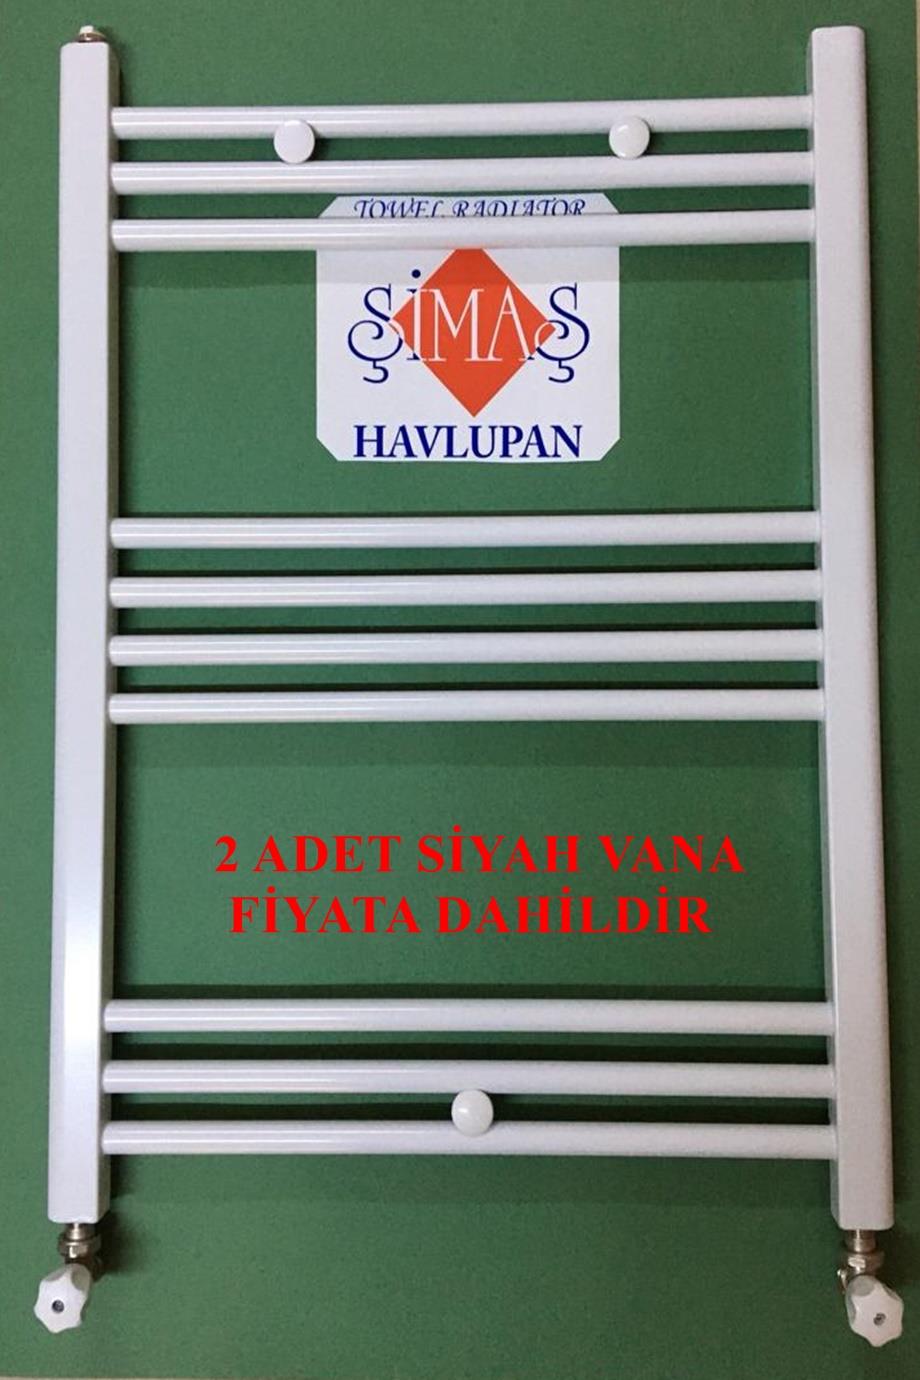 TOWEL RADIATOR
ŞİMAŞ
HAVLUPAN
2 ADET SİYAH VANA
FİYATA DAHİLDİR